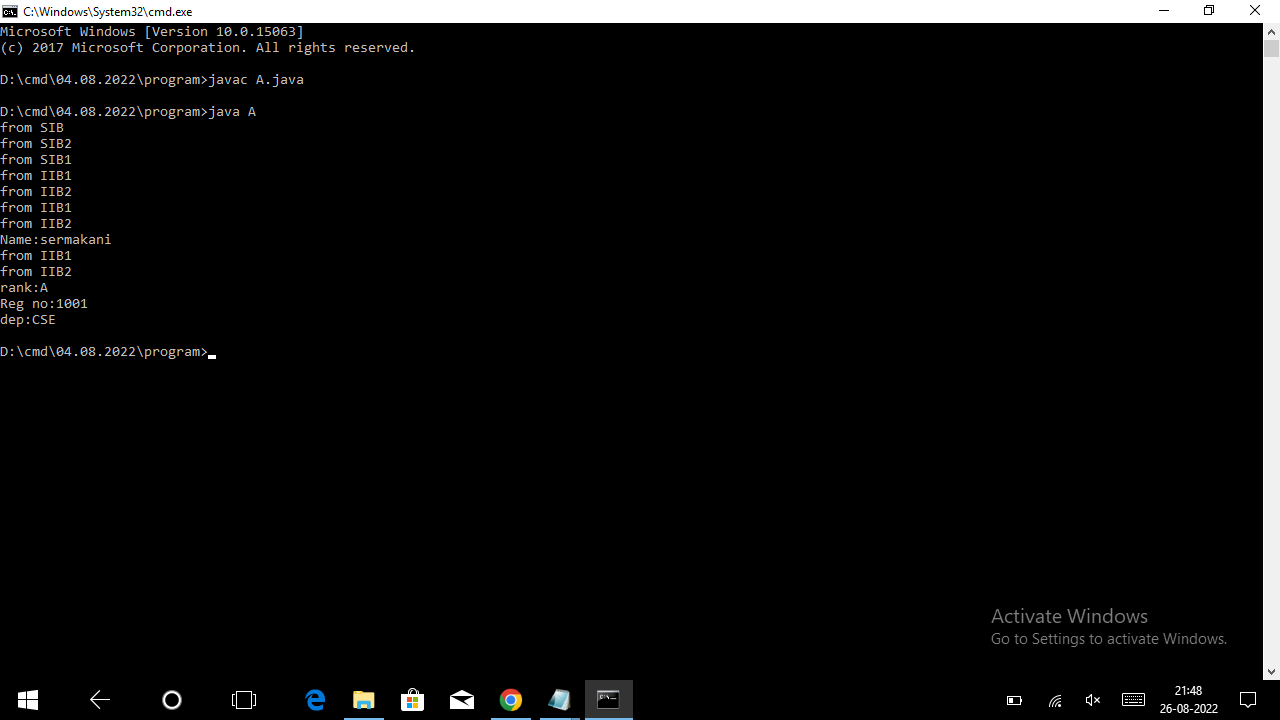 C:\Windows\System32\cmd.exe
Microsoft Windows [Version 10.0.15063]
(c) 2017 Microsoft Corporation. All rights reserved.
D:\cmd\04.08.2022\program>javac A.java
D:\cmd\04.08.2022\program>java A
from SIB
from SIB2
from SIB1
from IIB1
from IIB2
from IIB1
from IIB2
Name:sermakani
from IIB1
from IIB2
rank:A
Reg no:1001
dep:CSE
D:\cmd\04.08.2022\program>
Activate Windows
Go to Settings to activate Windows.
21:48
26-08-2022